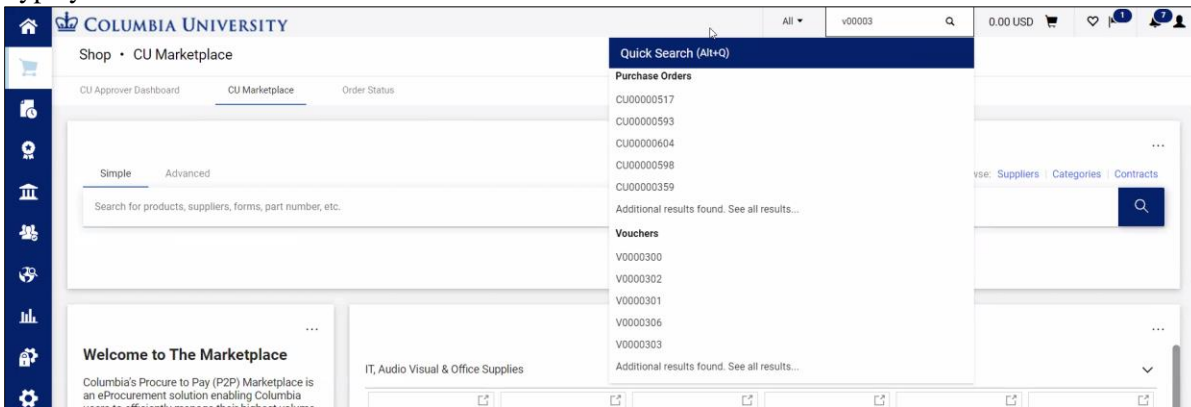 COLUMBIA UNIVERSITY
All
v00003
0.00 USD
1
7
Shop • CU Marketplace
Quick Search (Alt+Q)
CU Approver Dashboard
CU Marketplace
Order Status
Purchase Orders
CU00000517
CU00000593
CU00000604
CU00000598
CU00000359
Additional results found. See all results...
Simple
Advanced
Suppliers | Categories | Contracts
Search for products, suppliers, forms, part number, etc.
Vouchers
V0000300
V0000302
V0000301
V0000306
V0000303
Additional results found. See all results...
Welcome to The Marketplace
Columbia's Procure to Pay (P2P) Marketplace is
an eProcurement solution enabling Columbia
IT, Audio Visual & Office Supplies